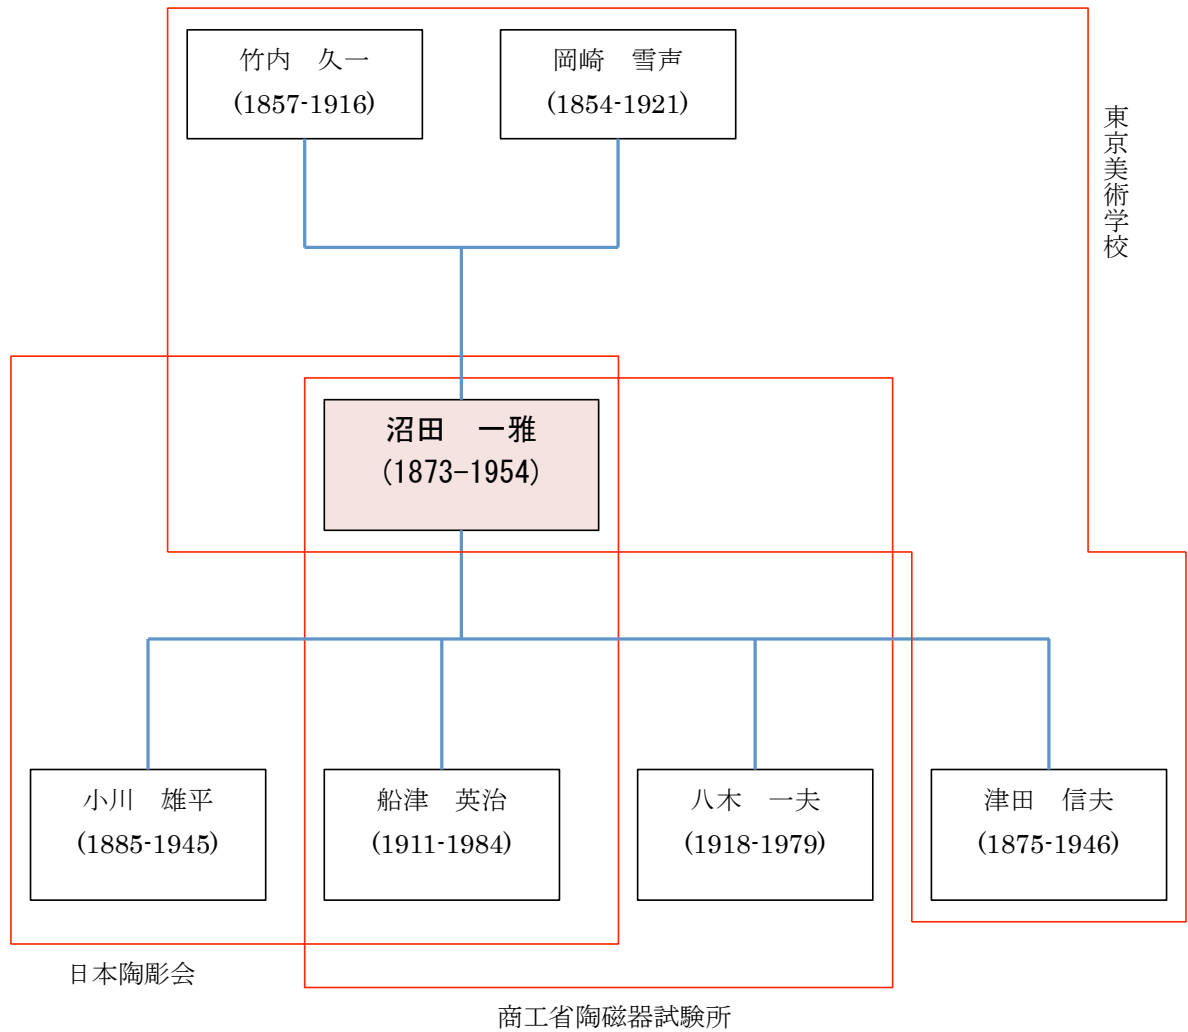 竹内　久一
(1857-1916)
岡崎　雪声
(1854-1921)
東京美術学校
沼田　一雅
(1873-1954)
小川　雄平
(1885-1945)
船津　英治
(1911-1984)
八木　一夫
(1918-1979)
津田　信夫
(1875-1946)
日本陶彫会
商工省陶磁器試験所